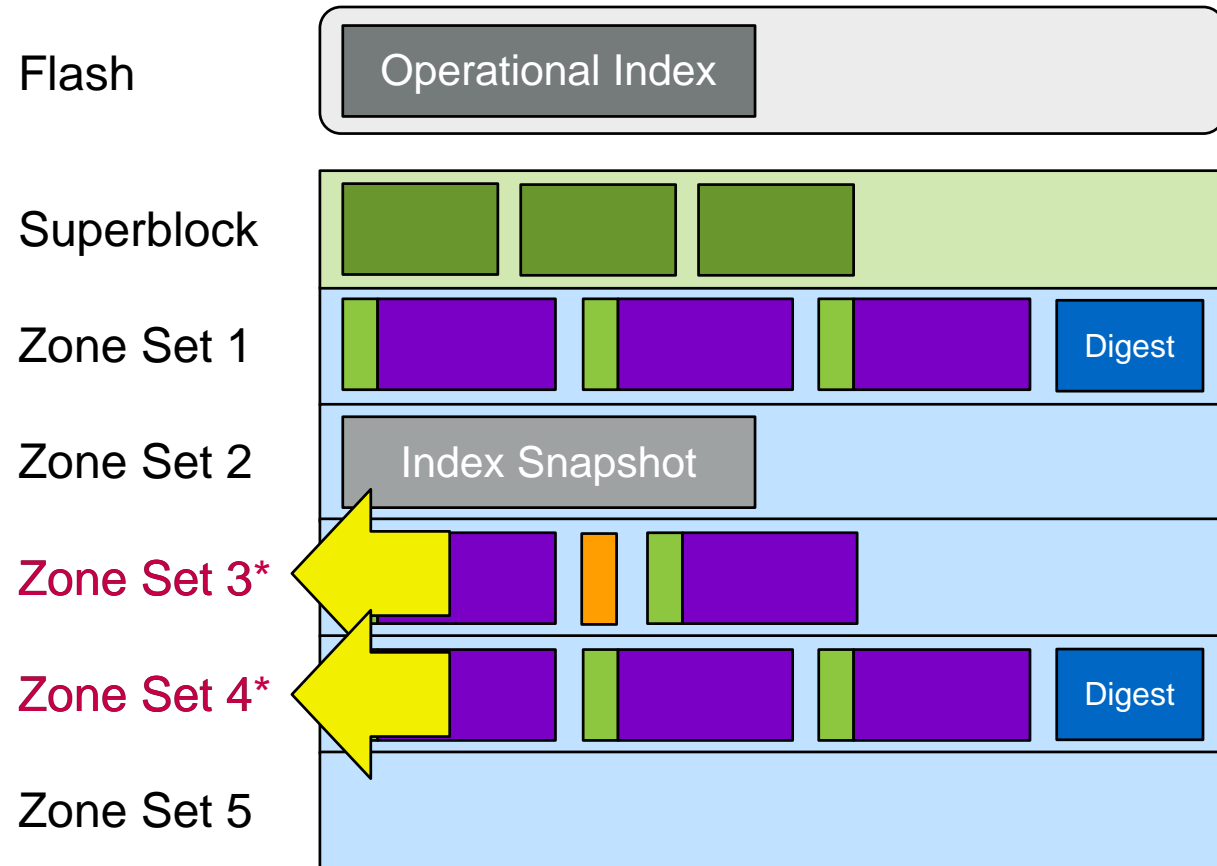 Flash
Operational Index
Superblock
Zone Set 1
Digest
Zone Set 2
Index Snapshot
Zone Set 3*
Zone Set 4*
Digest
Zone Set 5